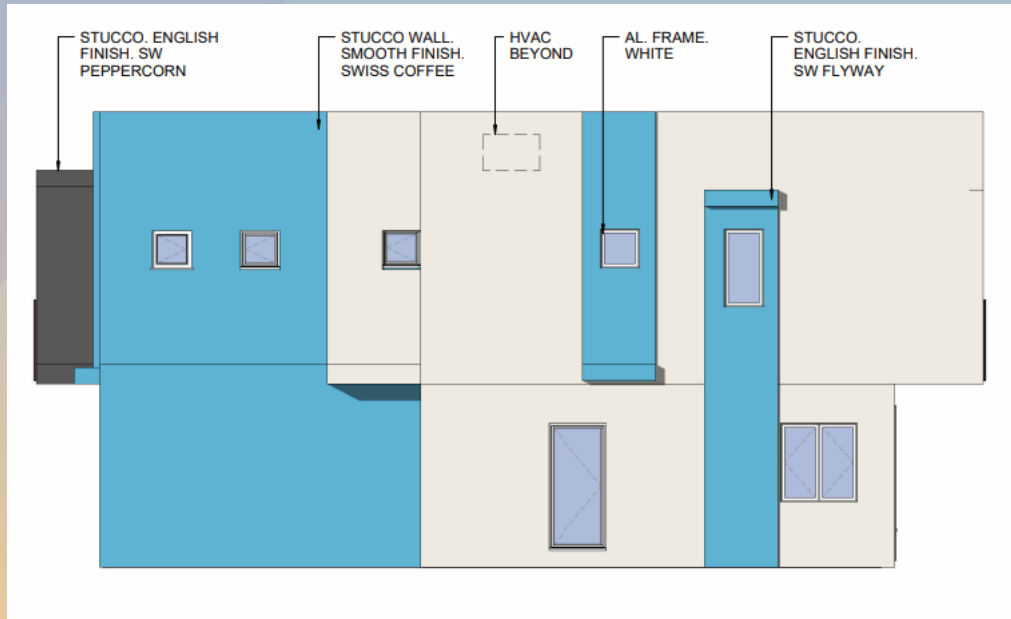 STUCCO. ENGLISH
FINISH. SW
PEPPERCORN
STUCCO WALL.
SMOOTH FINISH.
SWISS COFFEE
HVAC
BEYOND
AL. FRAME.
WHITE
STUCCO.
ENGLISH FINISH.
SW FLYWAY